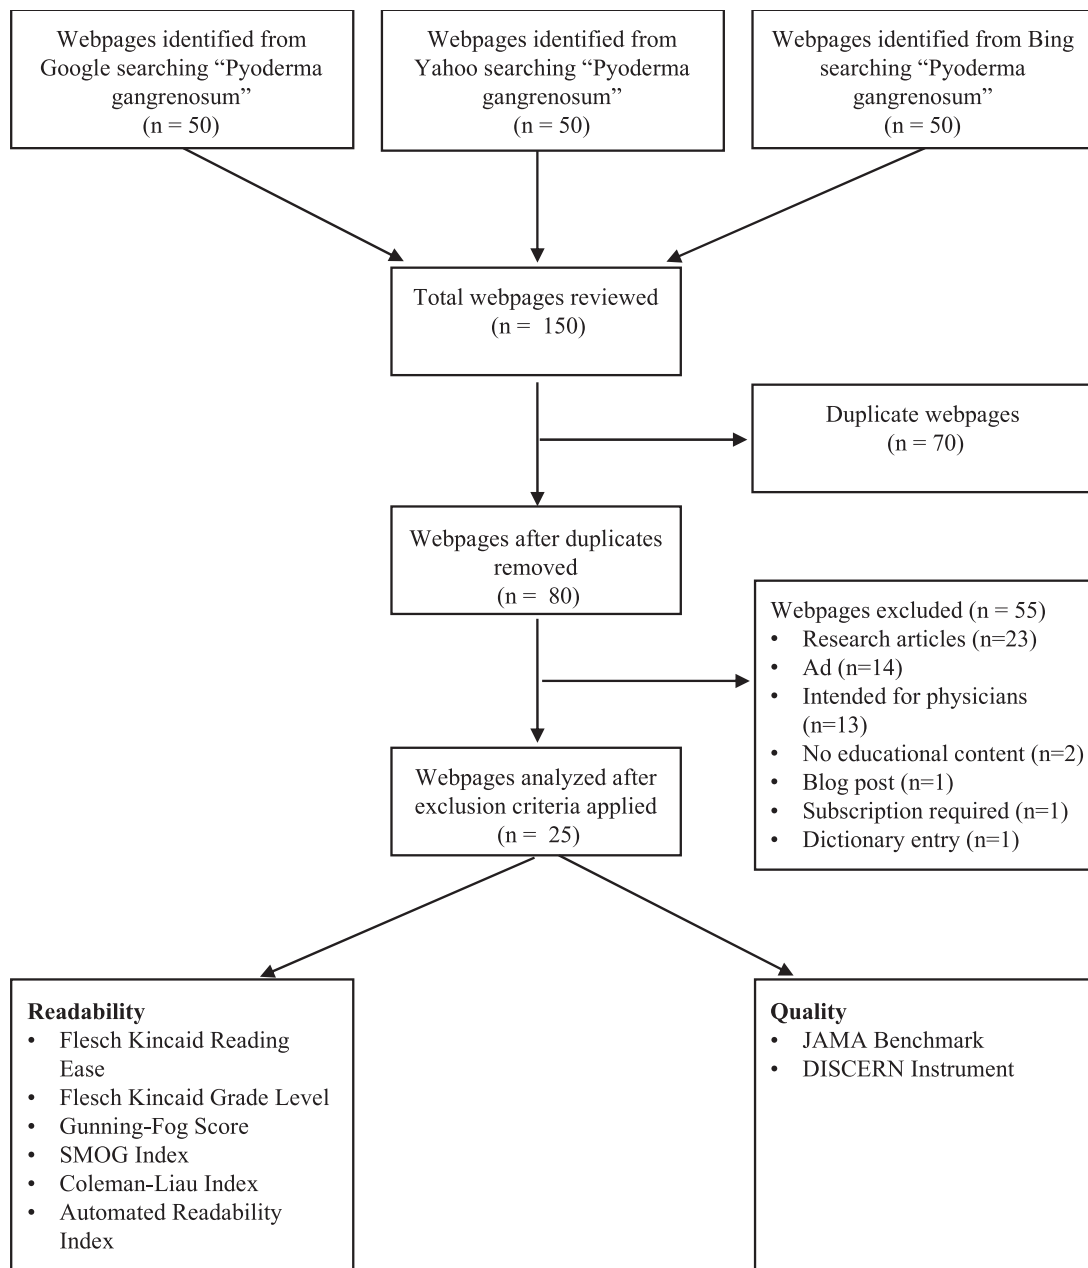 Webpages identified from
Google searching “Pyoderma
gangrenosum”
(n = 50)
Webpages identified from
Yahoo searching “Pyoderma
gangrenosum”
(n = 50)
Webpages identified from Bing
searching “Pyoderma
gangrenosum”
(n = 50)
Total webpages reviewed
(n = 150)
Duplicate webpages
(n = 70)
Webpages after duplicates
removed
(n = 80)
Webpages excluded (n = 55)
• Research articles (n=23)
• Ad (n=14)
• Intended for physicians
(n=13)
• No educational content (n=2)
• Blog post (n=1)
• Subscription required (n=1)
• Dictionary entry (n=1)
Webpages analyzed after
exclusion criteria applied
(n = 25)
Readability
• Flesch Kincaid Reading
Ease
• Flesch Kincaid Grade Level
• Gunning-Fog Score
• SMOG Index
• Coleman-Liau Index
• Automated Readability
Index
Quality
• JAMA Benchmark
• DISCERN Instrument